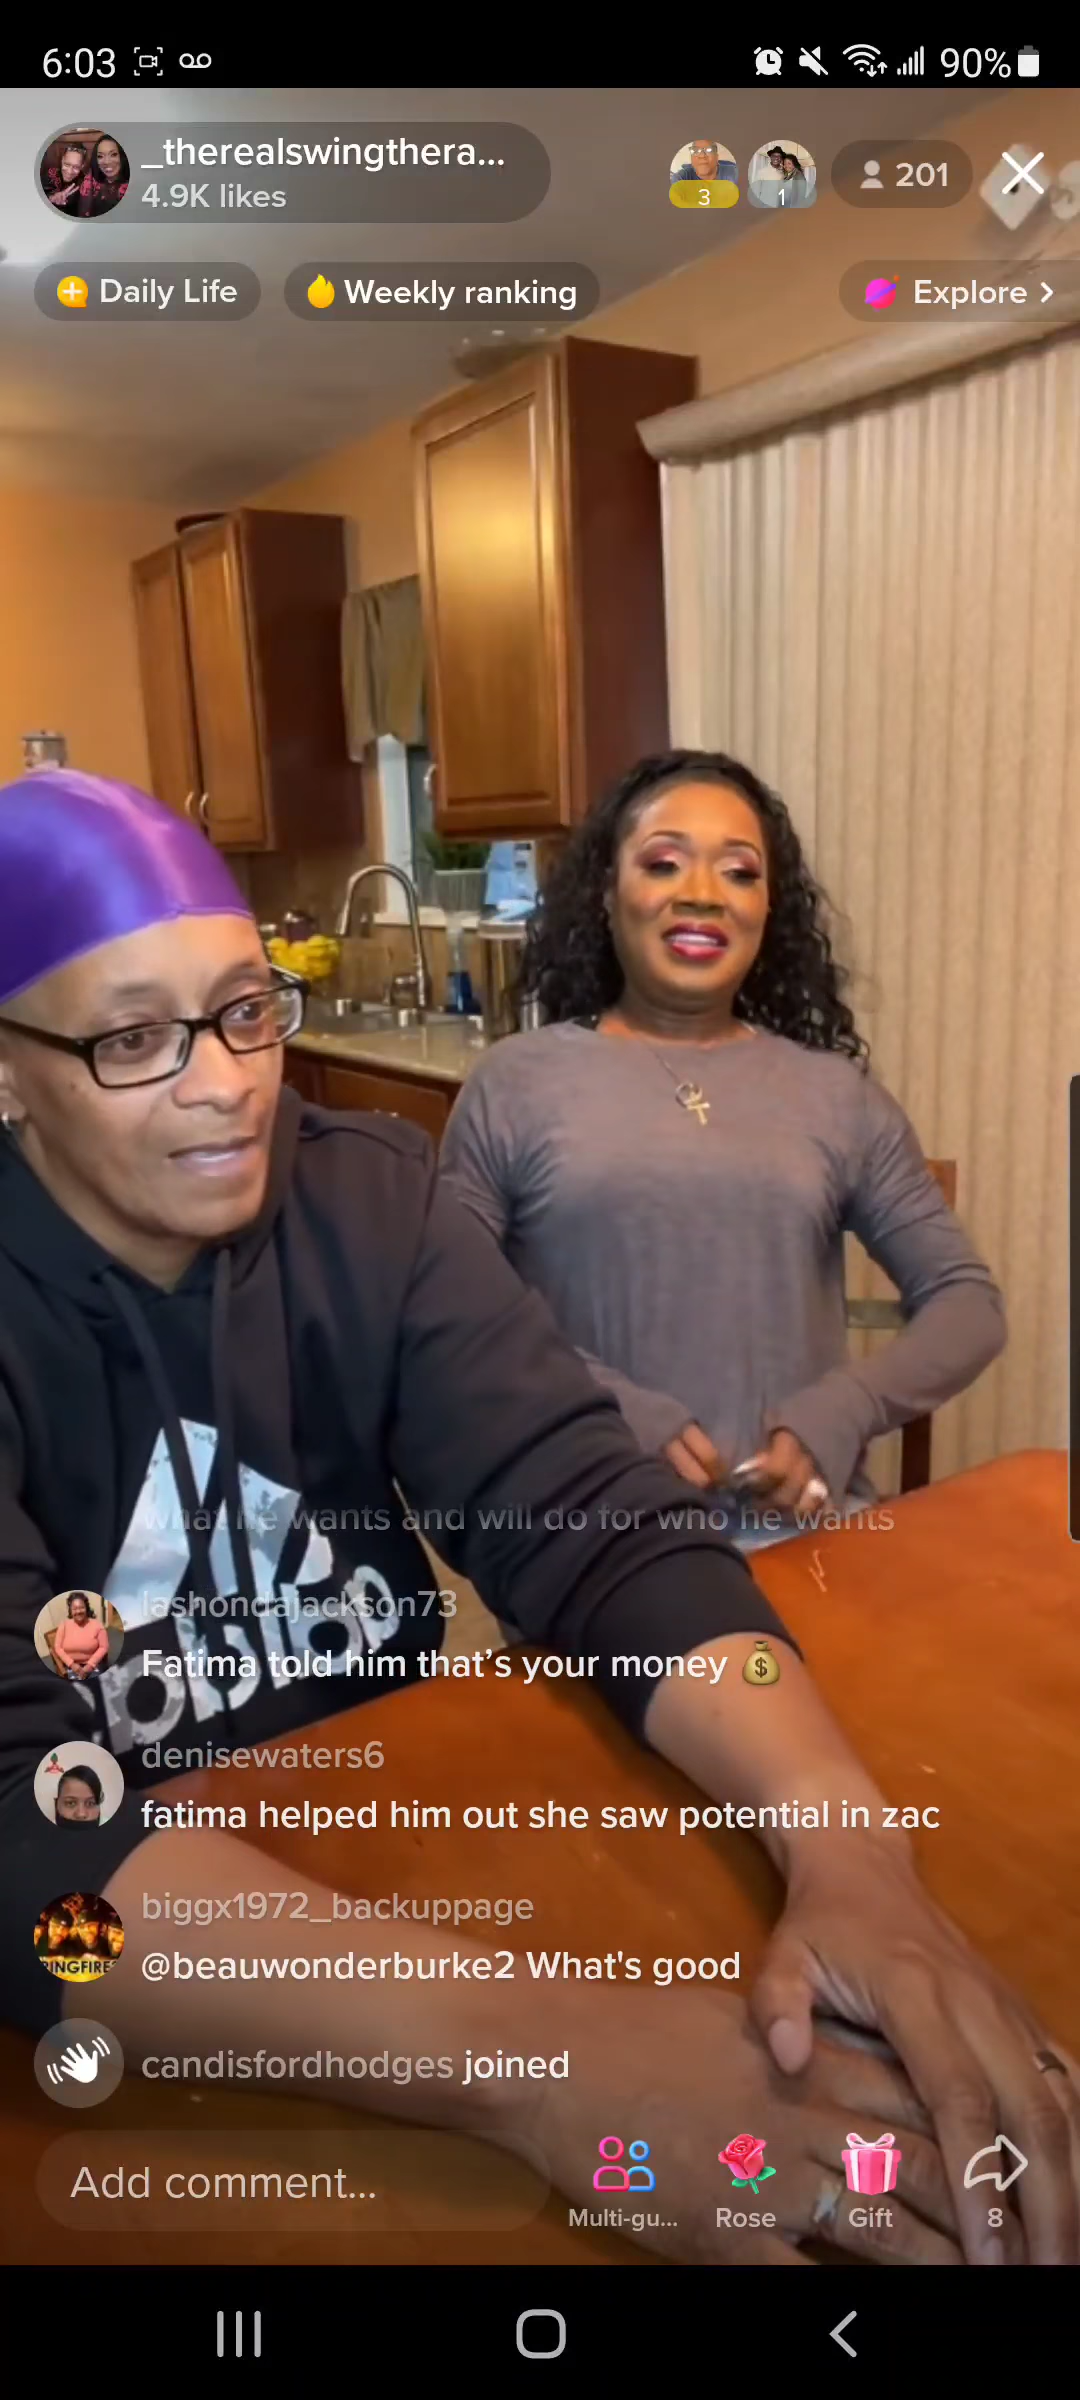 6:03
90%
_therealswingthera...
4.9K likes
3
1
201
Daily Life
Weekly ranking
Explore >
what he wants and will do for who he wants
lashondajackson73
Fatima told him that's your money 💰
denisewaters6
fatima helped him out she saw potential in zac
biggx1972_backuppage
@beauwonderburke2 What's good
candisfordhodges joined
Add comment...
Multi-gu...
Rose
Gift
8